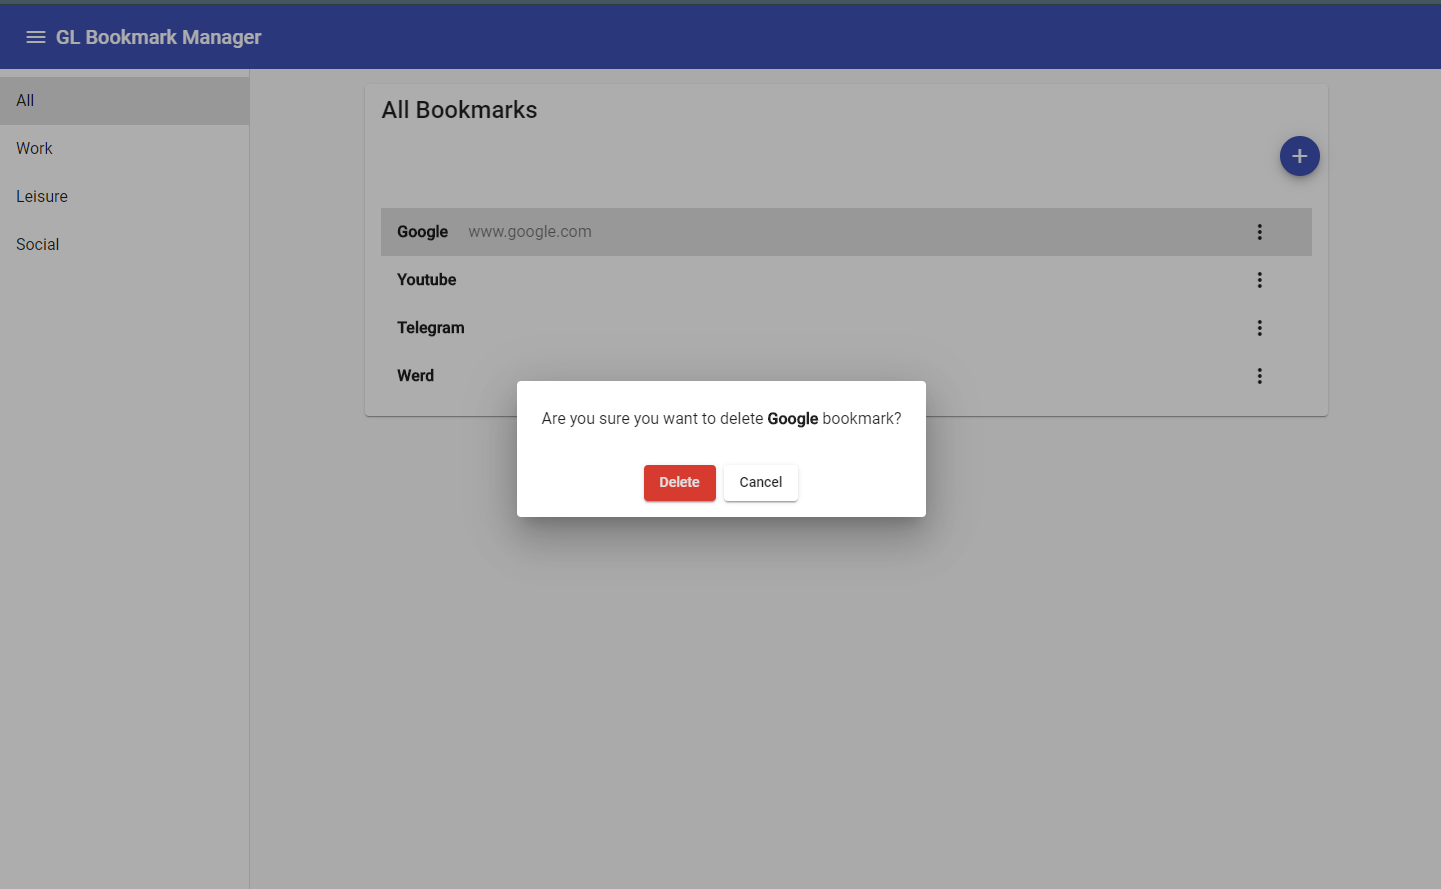 GL Bookmark Manager
All
Work
Leisure
Social
All Bookmarks
Google www.google.com
Youtube
Telegram
Werd
Are you sure you want to delete Google bookmark?
Delete Cancel